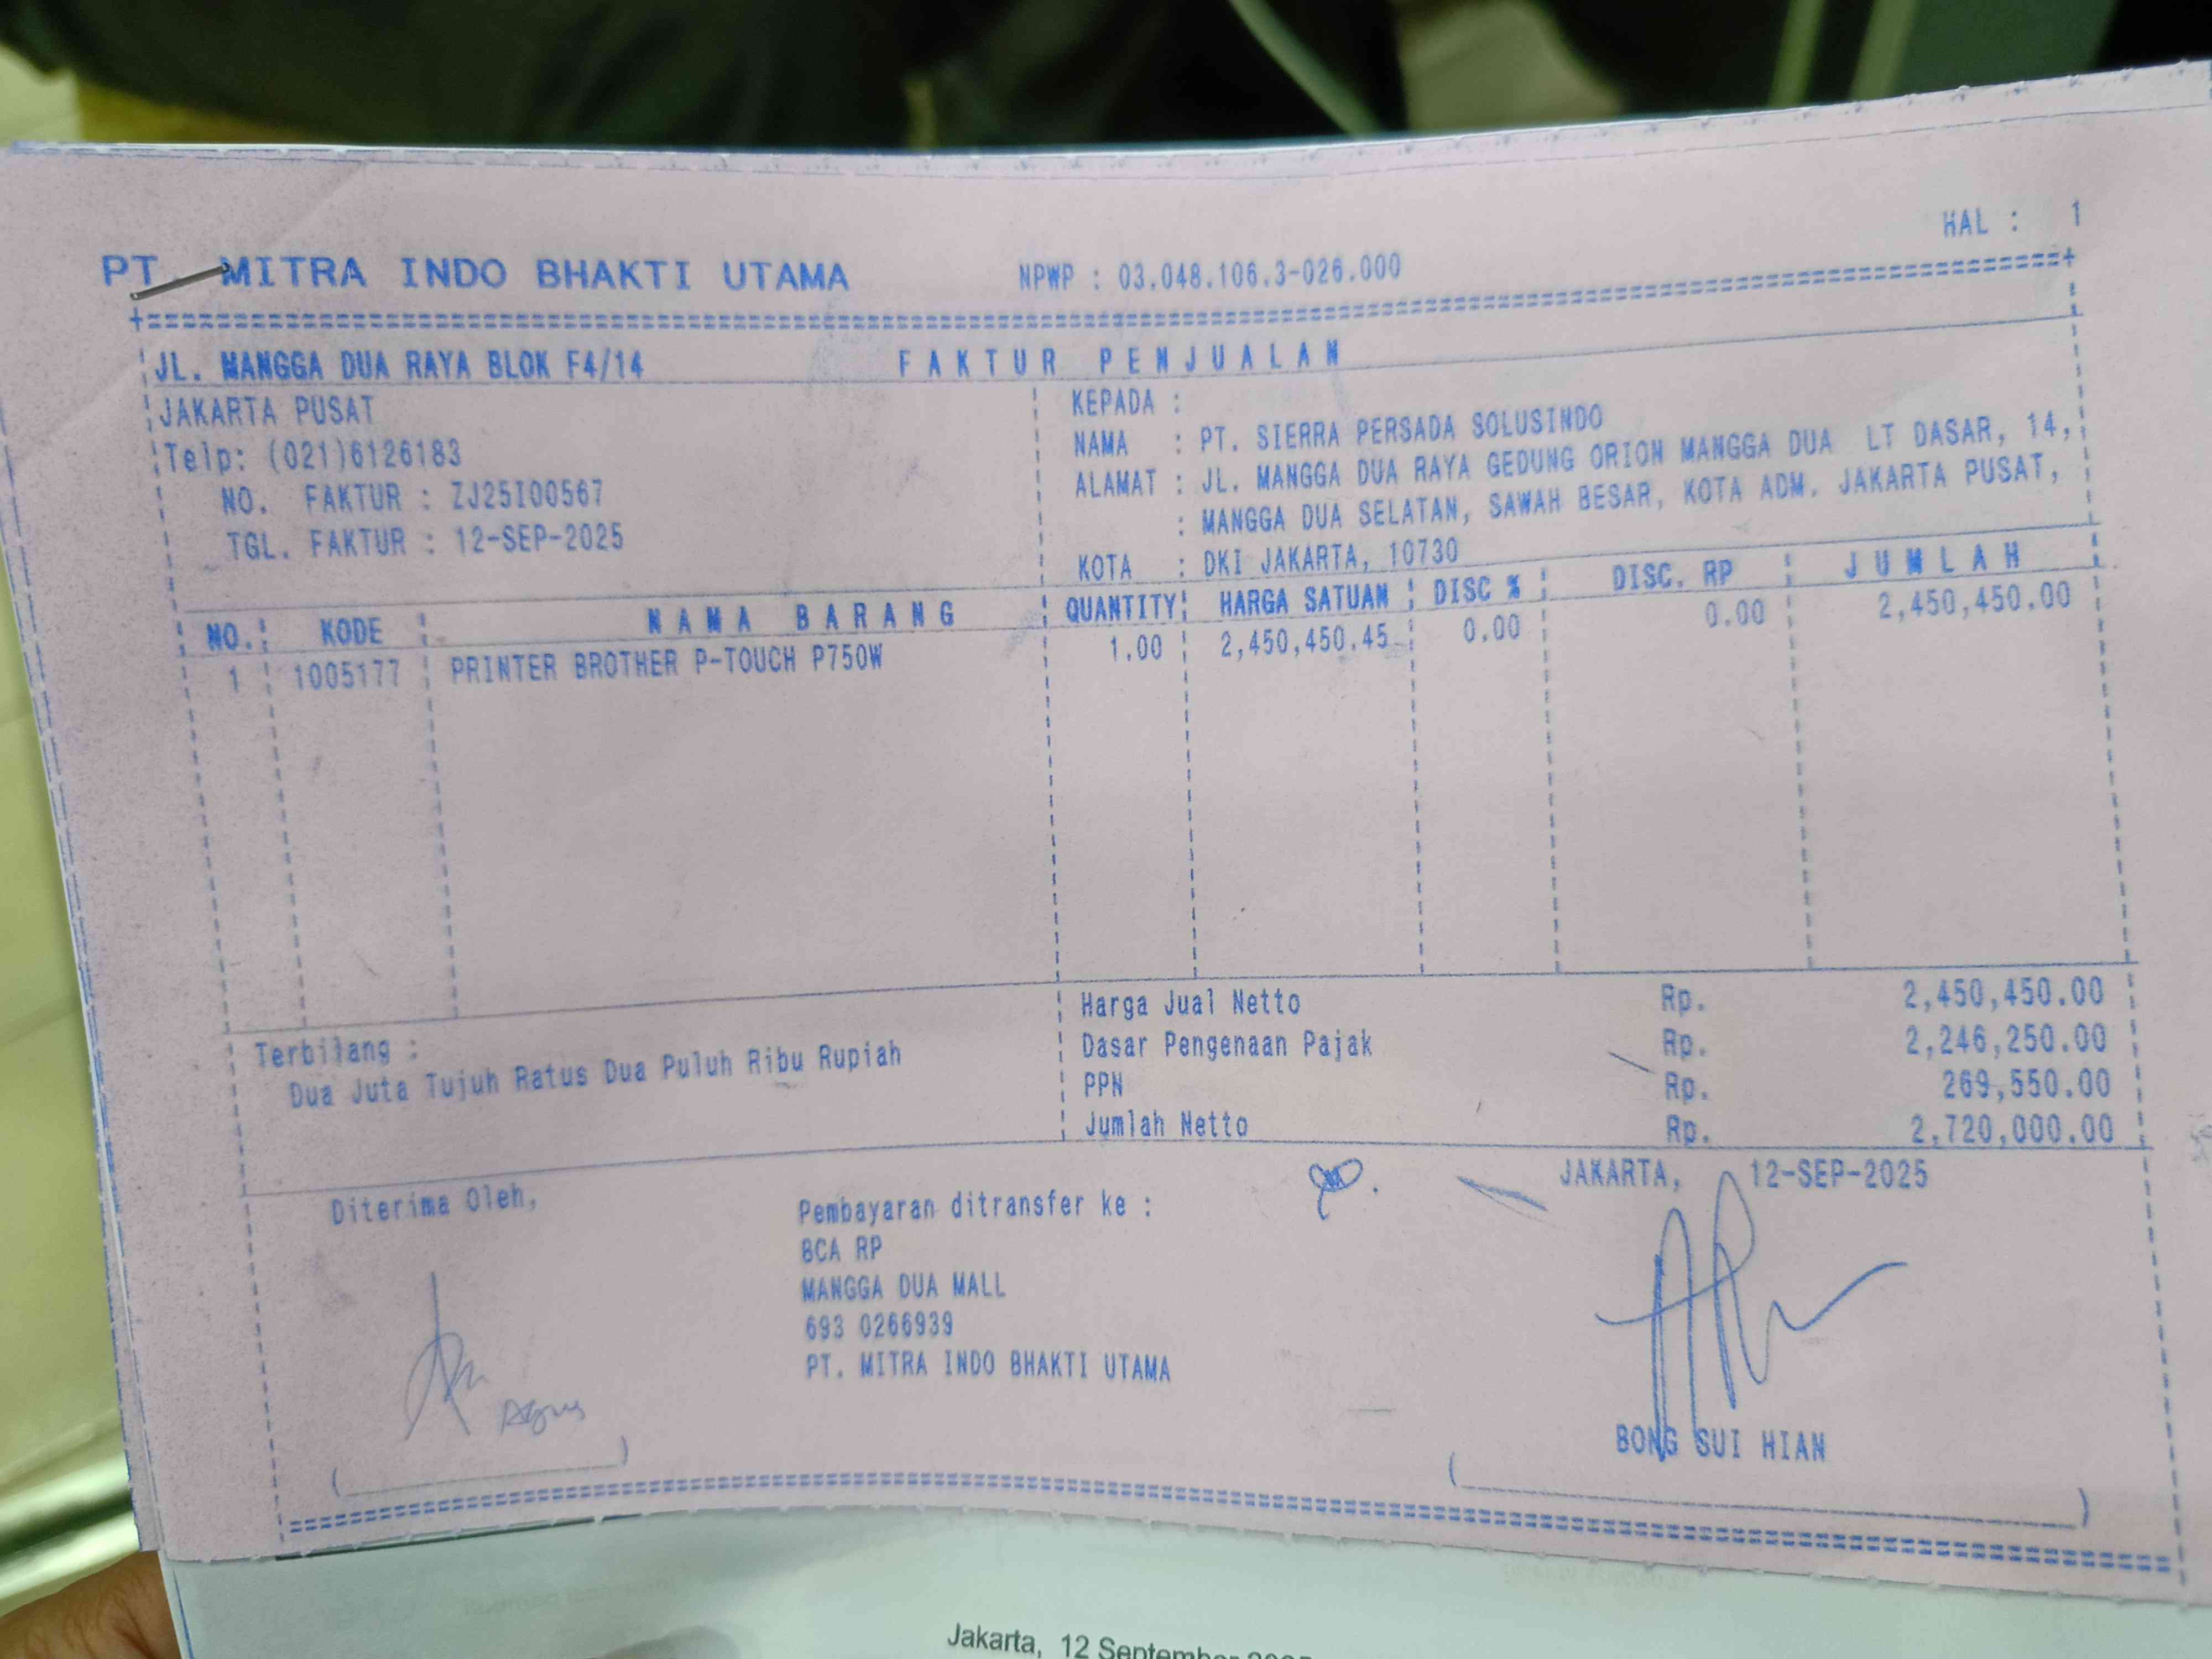 HAL : 1
PT. MITRA INDO BHAKTI UTAMA NPWP : 03.048.106.3-026.000
JL. MANGGA DUA RAYA BLOK F4/14 FAKTUR PENJUALAN
JAKARTA PUSAT
Telp: (021)6126183
NO. FAKTUR : ZJ25I00567
TGL. FAKTUR : 12-SEP-2025
KEPADA :
NAMA : PT. SIERRA PERSADA SOLUSINDO
ALAMAT : JL. MANGGA DUA RAYA GEDUNG ORION MANGGA DUA LT DASAR, 14,
: MANGGA DUA SELATAN, SAWAH BESAR, KOTA ADM. JAKARTA PUSAT,
KOTA : DKI JAKARTA, 10730
NO. KODE NAMA BARANG QUANTITY HARGA SATUAN DISC % DISC. RP JUMLAH
1 1005177 PRINTER BROTHER P-TOUCH P750W 1.00 2,450,450.45 0.00 0.00 2,450,450.00
Terbilang :
Dua Juta Tujuh Ratus Dua Puluh Ribu Rupiah
Harga Jual Netto Rp. 2,450,450.00
Dasar Pengenaan Pajak Rp. 2,246,250.00
PPN Rp. 269,550.00
Jumlah Netto Rp. 2,720,000.00
Diterima Oleh,
Agus
Pembayaran ditransfer ke :
BCA RP
MANGGA DUA MALL
693 0266939
PT. MITRA INDO BHAKTI UTAMA
JAKARTA, 12-SEP-2025
BONG SUI HIAN
Jakarta, 12 September 2025